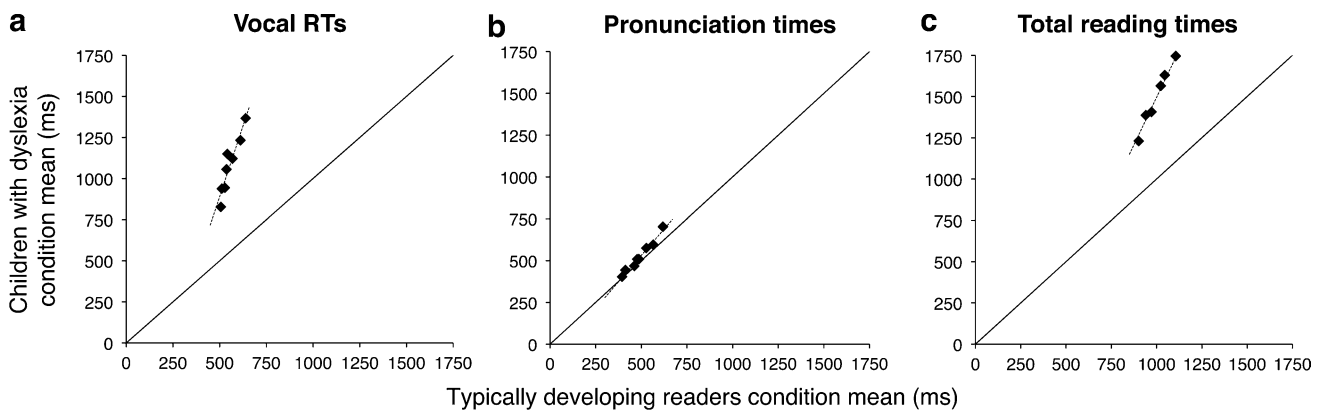 a Vocal RTs
b Pronunciation times
c Total reading times
Children with dyslexia
condition mean (ms)
1750
1500
1250
1000
750
500
250
0
0 250 500 750 1000 1250 1500 1750
1750
1500
1250
1000
750
500
250
0
0 250 500 750 1000 1250 1500 1750
1750
1500
1250
1000
750
500
250
0
0 250 500 750 1000 1250 1500 1750
Typically developing readers condition mean (ms)